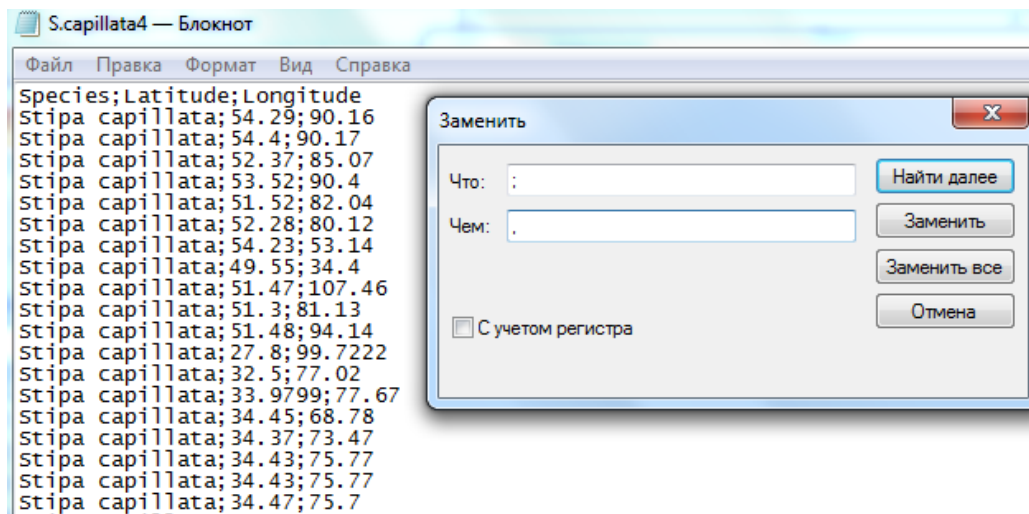 S.capillata4 — Блокнот
Файл Правка Формат Вид Справка
Species;Latitude;Longitude
Stipa capillata;54.29;90.16
Stipa capillata;54.4;90.17
Stipa capillata;52.37;85.07
Stipa capillata;53.52;90.4
Stipa capillata;51.52;82.04
Stipa capillata;52.28;80.12
Stipa capillata;54.23;53.14
Stipa capillata;49.55;34.4
Stipa capillata;51.47;107.46
Stipa capillata;51.3;81.13
Stipa capillata;51.48;94.14
Stipa capillata;27.8;99.7222
Stipa capillata;32.5;77.02
Stipa capillata;33.9799;77.67
Stipa capillata;34.45;68.78
Stipa capillata;34.37;73.47
Stipa capillata;34.43;75.77
Stipa capillata;34.43;75.77
Stipa capillata;34.47;75.7
Заменить
Что: ;
Найти далее
Чем: ,
Заменить
Заменить все
Отмена
С учетом регистра